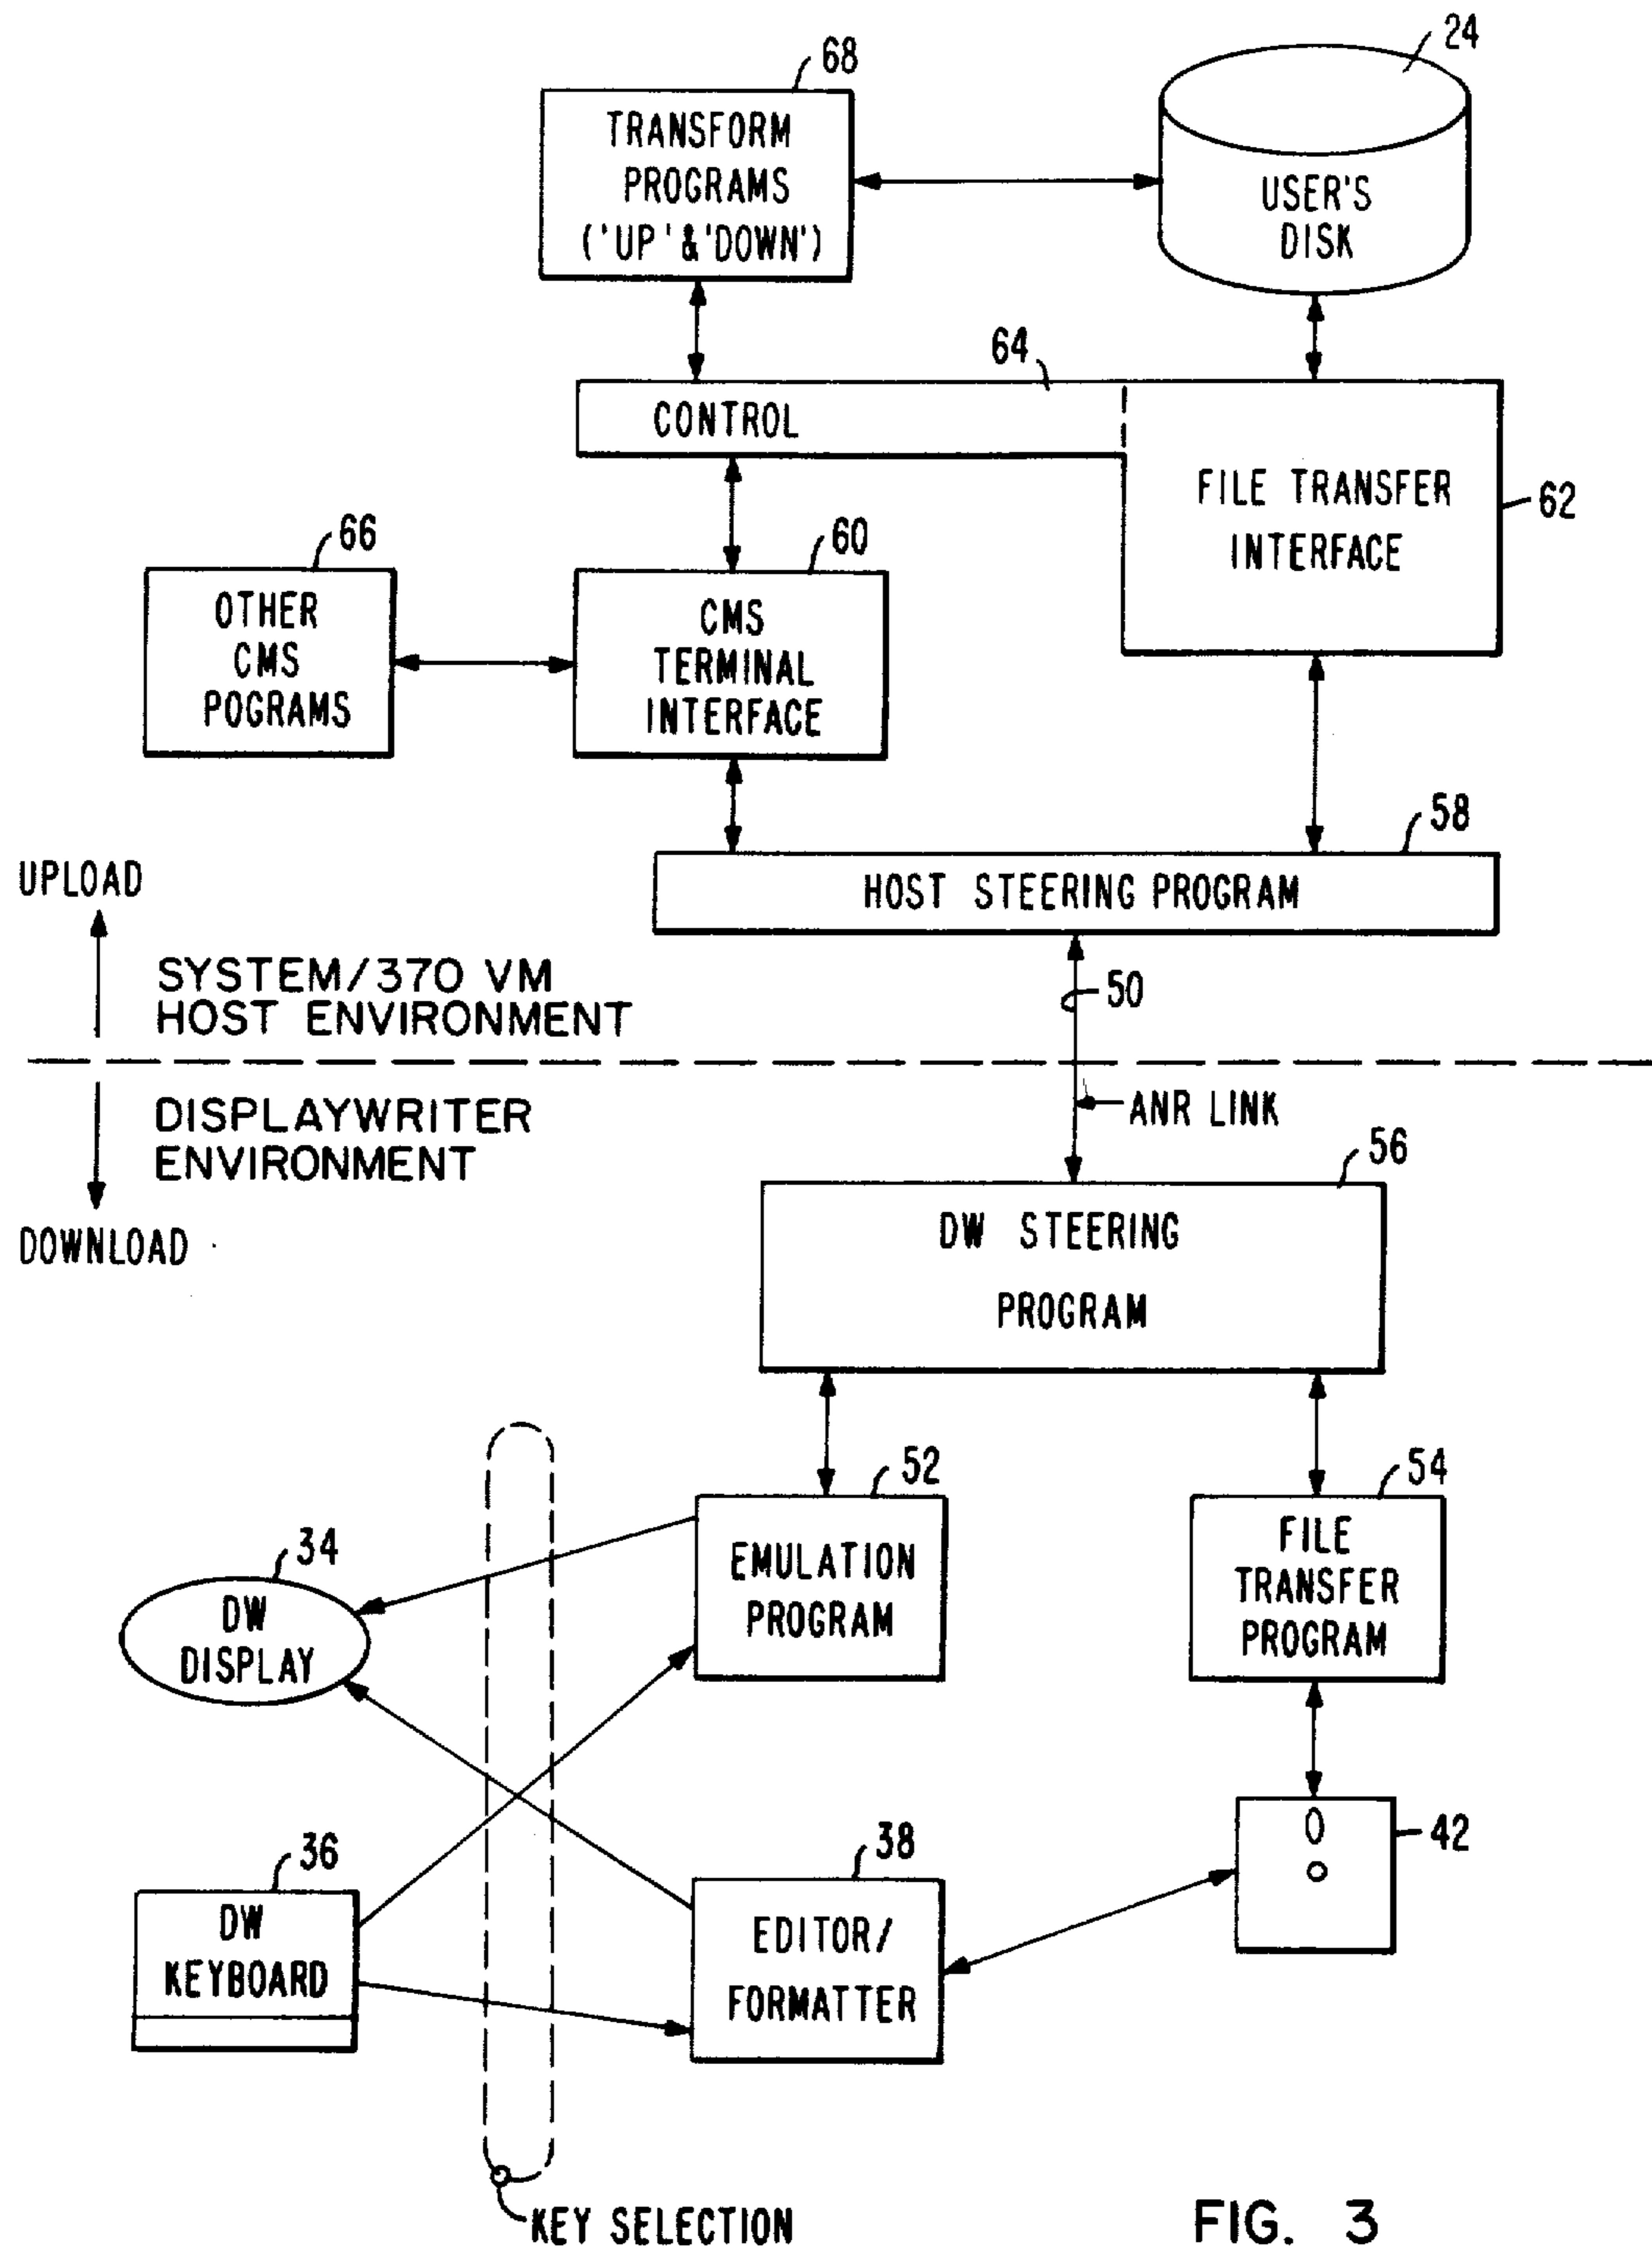 68
24
TRANSFORM
PROGRAMS
('UP'&'DOWN')
USER'S
DISK
64
CONTROL
FILE TRANSFER
INTERFACE
62
66
60
OTHER
CMS
POGRAMS
CMS
TERMINAL
INTERFACE
58
HOST STEERING PROGRAM
UPLOAD
SYSTEM/370 VM
HOST ENVIRONMENT
50
DISPLAYWRITER
ENVIRONMENT
ANR LINK
DOWNLOAD
56
DW STEERING
PROGRAM
52
54
EMULATION
PROGRAM
FILE
TRANSFER
PROGRAM
34
DW
DISPLAY
36
DW
KEYBOARD
38
EDITOR/
FORMATTER
42
KEY SELECTION
FIG. 3